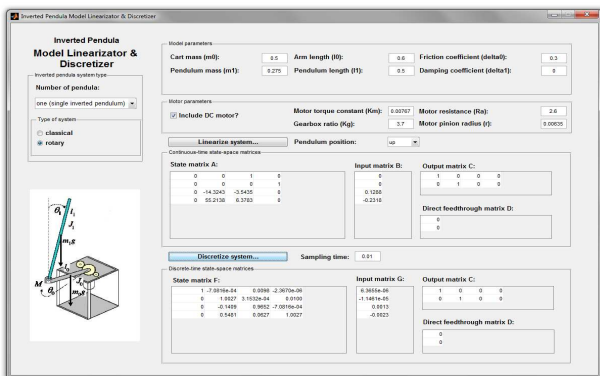 Inverted Pendula Model Linearizator & Discretizer
Inverted Pendula
Model Linearizator &
Discretizer
Inverted pendula system type
Number of pendula:
one (single inverted pendulum)
Type of system
classical
rotary
Model parameters
Cart mass (m0): 0.5 Arm length (l0): 0.6 Friction coefficient (delta0): 0.3
Pendulum mass (m1): 0.275 Pendulum length (l1): 0.5 Damping coefficient (delta1): 0
Motor parameters
Include DC motor?
Motor torque constant (Km): 0.00767 Motor resistance (Ra): 2.6
Gearbox ratio (Kg): 3.7 Motor pinion radius (r): 0.00635
Linearize system... Pendulum position: up
Continuous-time state-space matrices
State matrix A: Input matrix B: Output matrix C:
0 0 1 0 0 1 0 0 0
0 0 0 1 0 0 1 0 0
0 -14.3243 -3.5435 0 0.1288
0 55.2138 6.3783 0 -0.2318
Direct feedthrough matrix D:
0
0
Discretize system... Sampling time: 0.01
Discrete-time state-space matrices
State matrix F: Input matrix G: Output matrix C:
1 -7.0816e-04 0.0098 -2.3670e-06 6.3655e-06 1 0 0 0
0 1.0027 3.1532e-04 0.0100 -1.1461e-05 0 1 0 0
0 -0.1409 0.9652 -7.0816e-04 0.0013
0 0.5481 0.0627 1.0027 -0.0023
Direct feedthrough matrix D:
0
0
θ1 l1
J1
m1g
l0
M θ0 J0
m0g